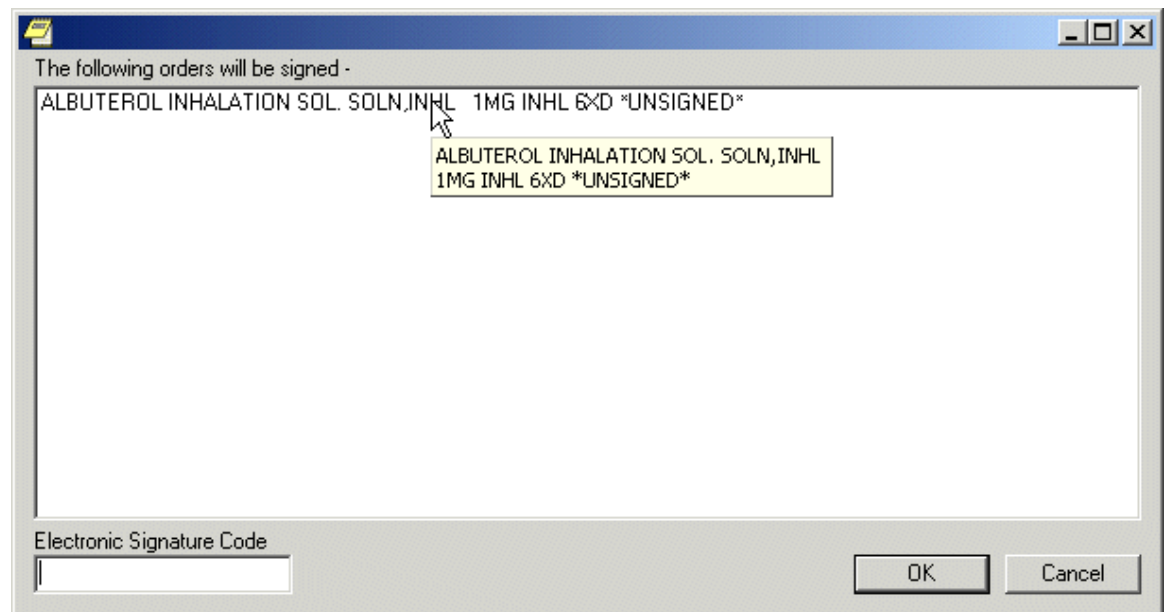 The following orders will be signed -
ALBUTEROL INHALATION SOL. SOLN,INHL   1MG INHL 6XD *UNSIGNED*
ALBUTEROL INHALATION SOL. SOLN,INHL
1MG INHL 6XD *UNSIGNED*
Electronic Signature Code
OK
Cancel